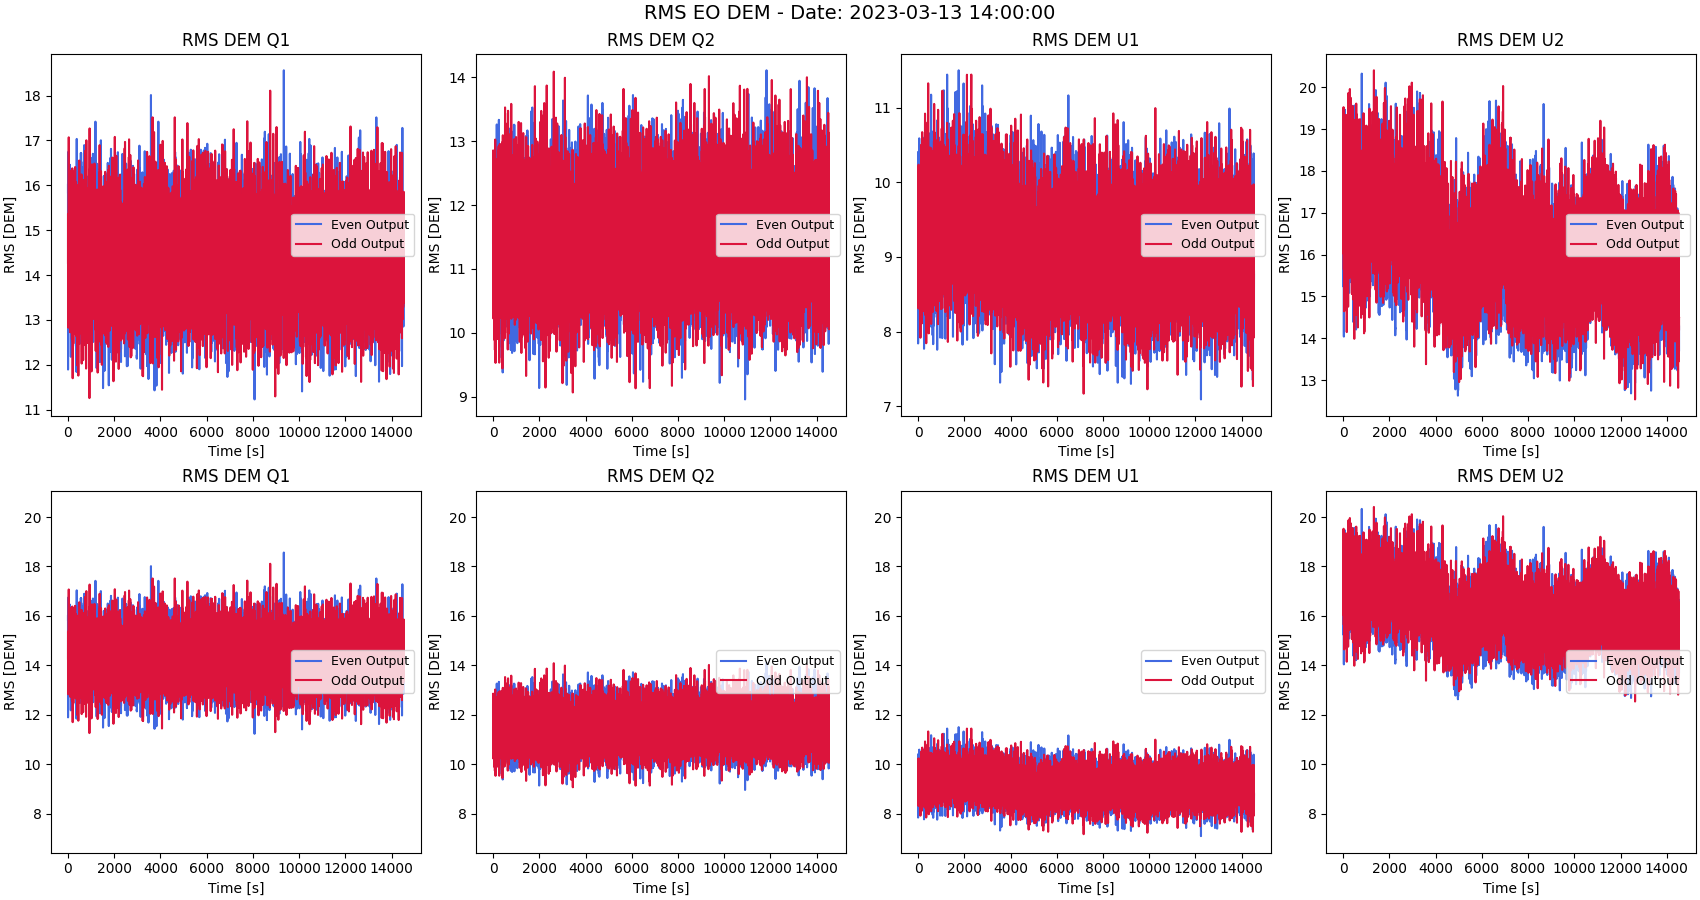 RMS EO DEM - Date: 2023-03-13 14:00:00
RMS DEM Q1
RMS [DEM]
18
17
16
15
14
13
12
11
Even Output
Odd Output
0 2000 4000 6000 8000 10000 12000 14000
Time [s]
RMS DEM Q2
RMS [DEM]
14
13
12
11
10
9
Even Output
Odd Output
0 2000 4000 6000 8000 10000 12000 14000
Time [s]
RMS DEM U1
RMS [DEM]
11
10
9
8
7
Even Output
Odd Output
0 2000 4000 6000 8000 10000 12000 14000
Time [s]
RMS DEM U2
RMS [DEM]
20
19
18
17
16
15
14
13
Even Output
Odd Output
0 2000 4000 6000 8000 10000 12000 14000
Time [s]
RMS DEM Q1
RMS [DEM]
20
18
16
14
12
10
8
Even Output
Odd Output
0 2000 4000 6000 8000 10000 12000 14000
Time [s]
RMS DEM Q2
RMS [DEM]
20
18
16
14
12
10
8
Even Output
Odd Output
0 2000 4000 6000 8000 10000 12000 14000
Time [s]
RMS DEM U1
RMS [DEM]
20
18
16
14
12
10
8
Even Output
Odd Output
0 2000 4000 6000 8000 10000 12000 14000
Time [s]
RMS DEM U2
RMS [DEM]
20
18
16
14
12
10
8
Even Output
Odd Output
0 2000 4000 6000 8000 10000 12000 14000
Time [s]